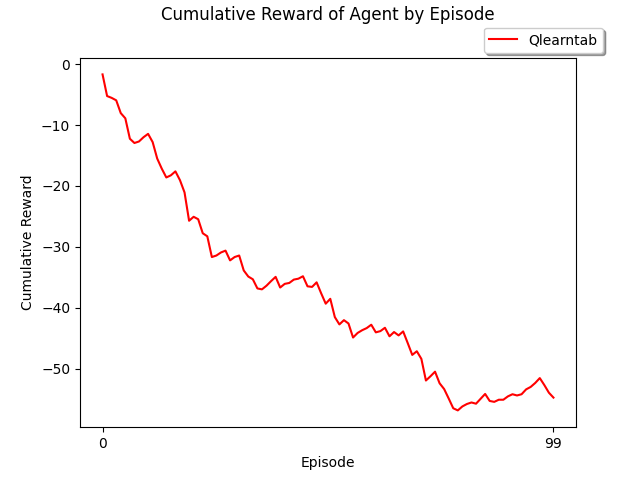 Cumulative Reward of Agent by Episode
Qlearntab
0
−10
−20
−30
−40
−50
Cumulative Reward
0 99
Episode